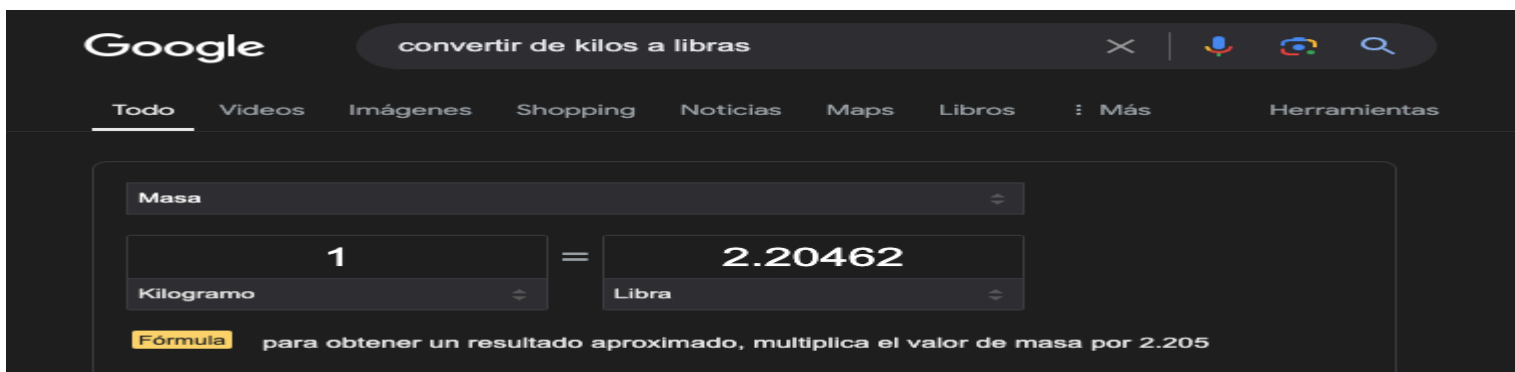 Google convertir de kilos a libras
Todo Videos Imágenes Shopping Noticias Maps Libros Más Herramientas
Masa
1 = 2.20462
Kilogramo Libra
Fórmula para obtener un resultado aproximado, multiplica el valor de masa por 2.205